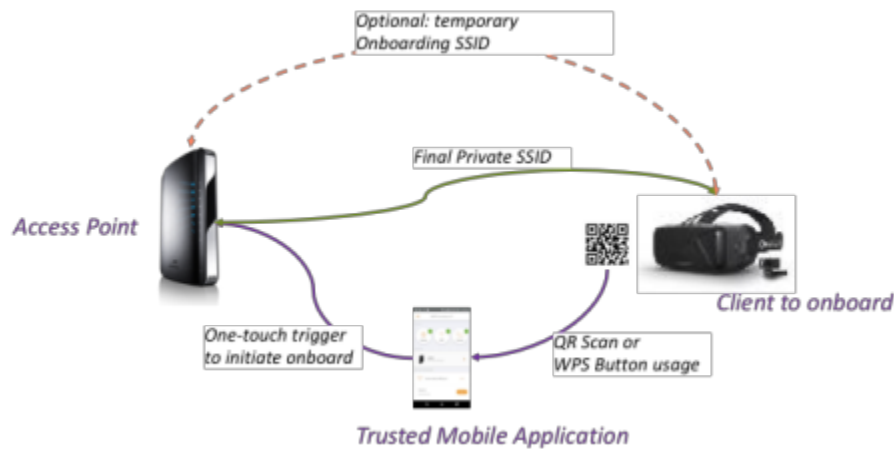 Optional: temporary
Onboarding SSID
Final Private SSID
Access Point
Client to onboard
One-touch trigger
to initiate onboard
QR Scan or
WPS Button usage
Trusted Mobile Application